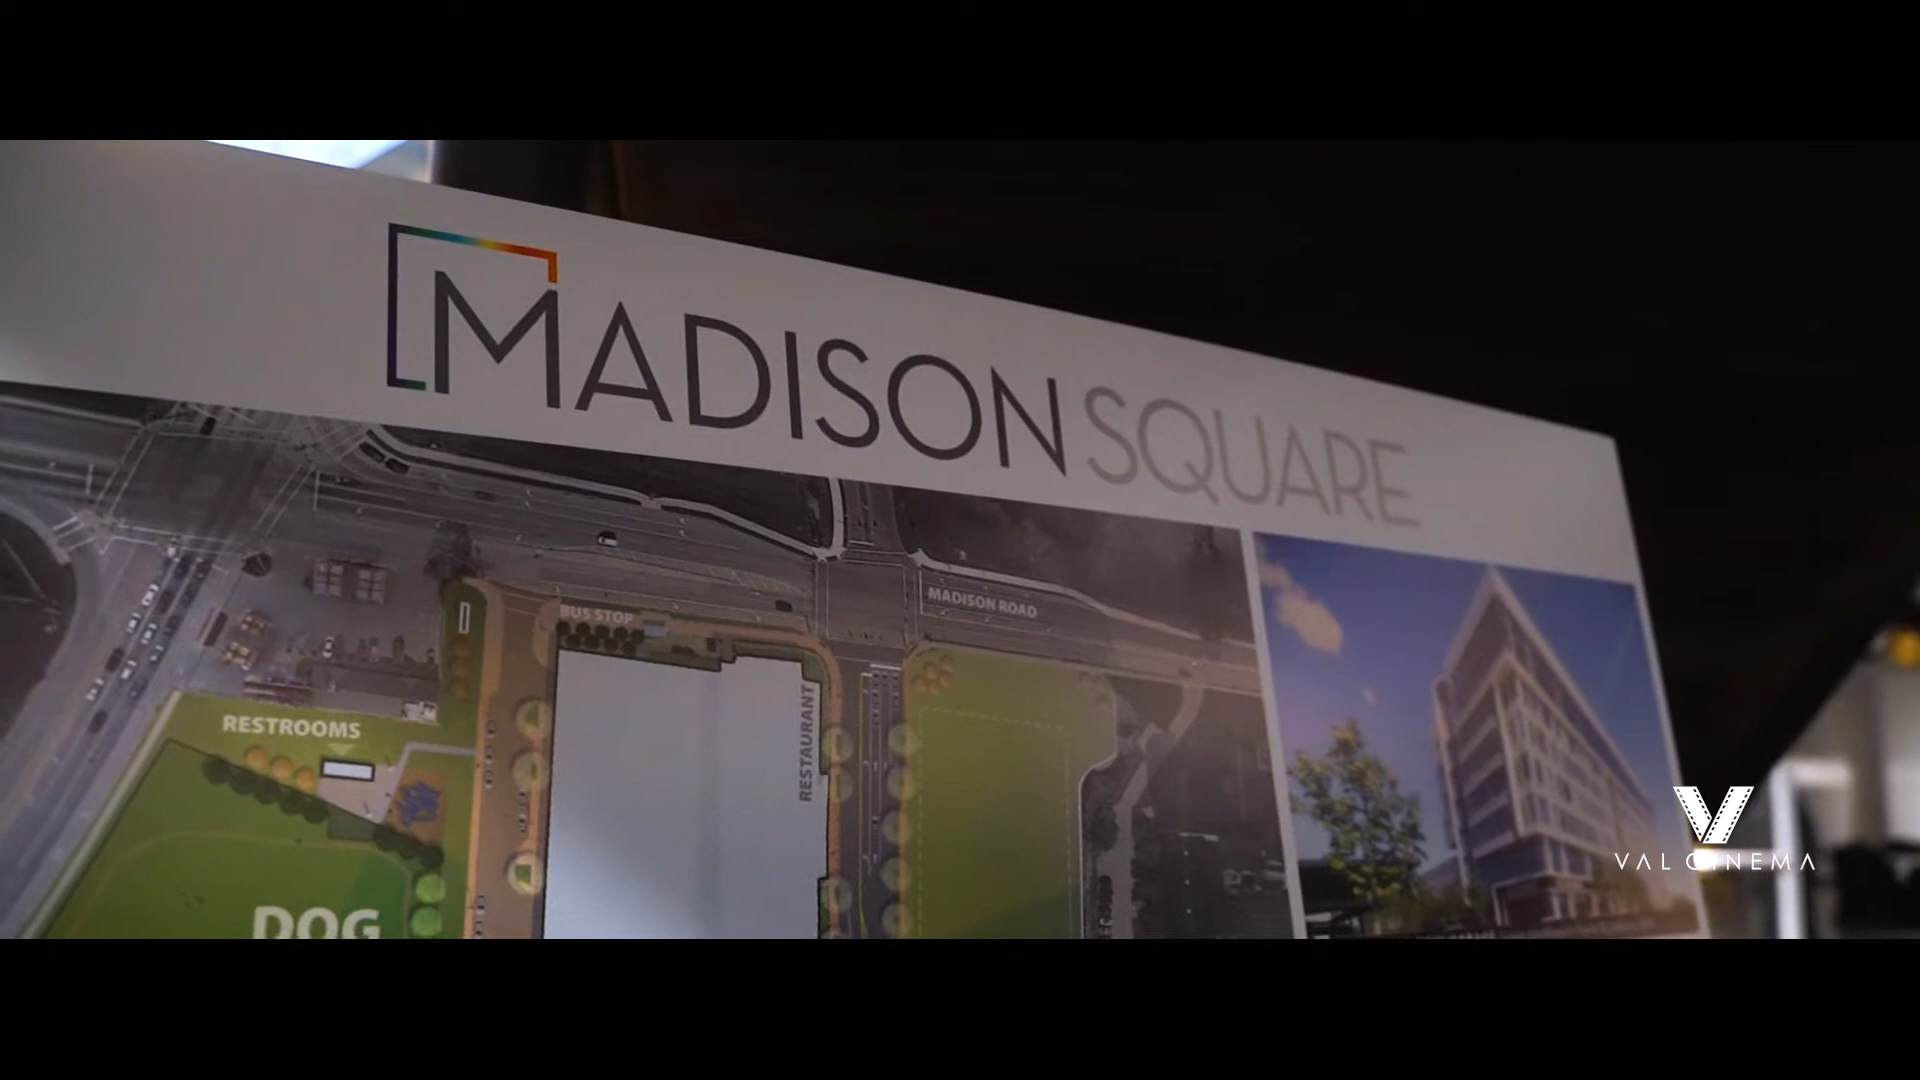 MADISON SQUARE
BUS STOP
MADISON ROAD
RESTROOMS
RESTAURANT
DOG
VAL CINEMA